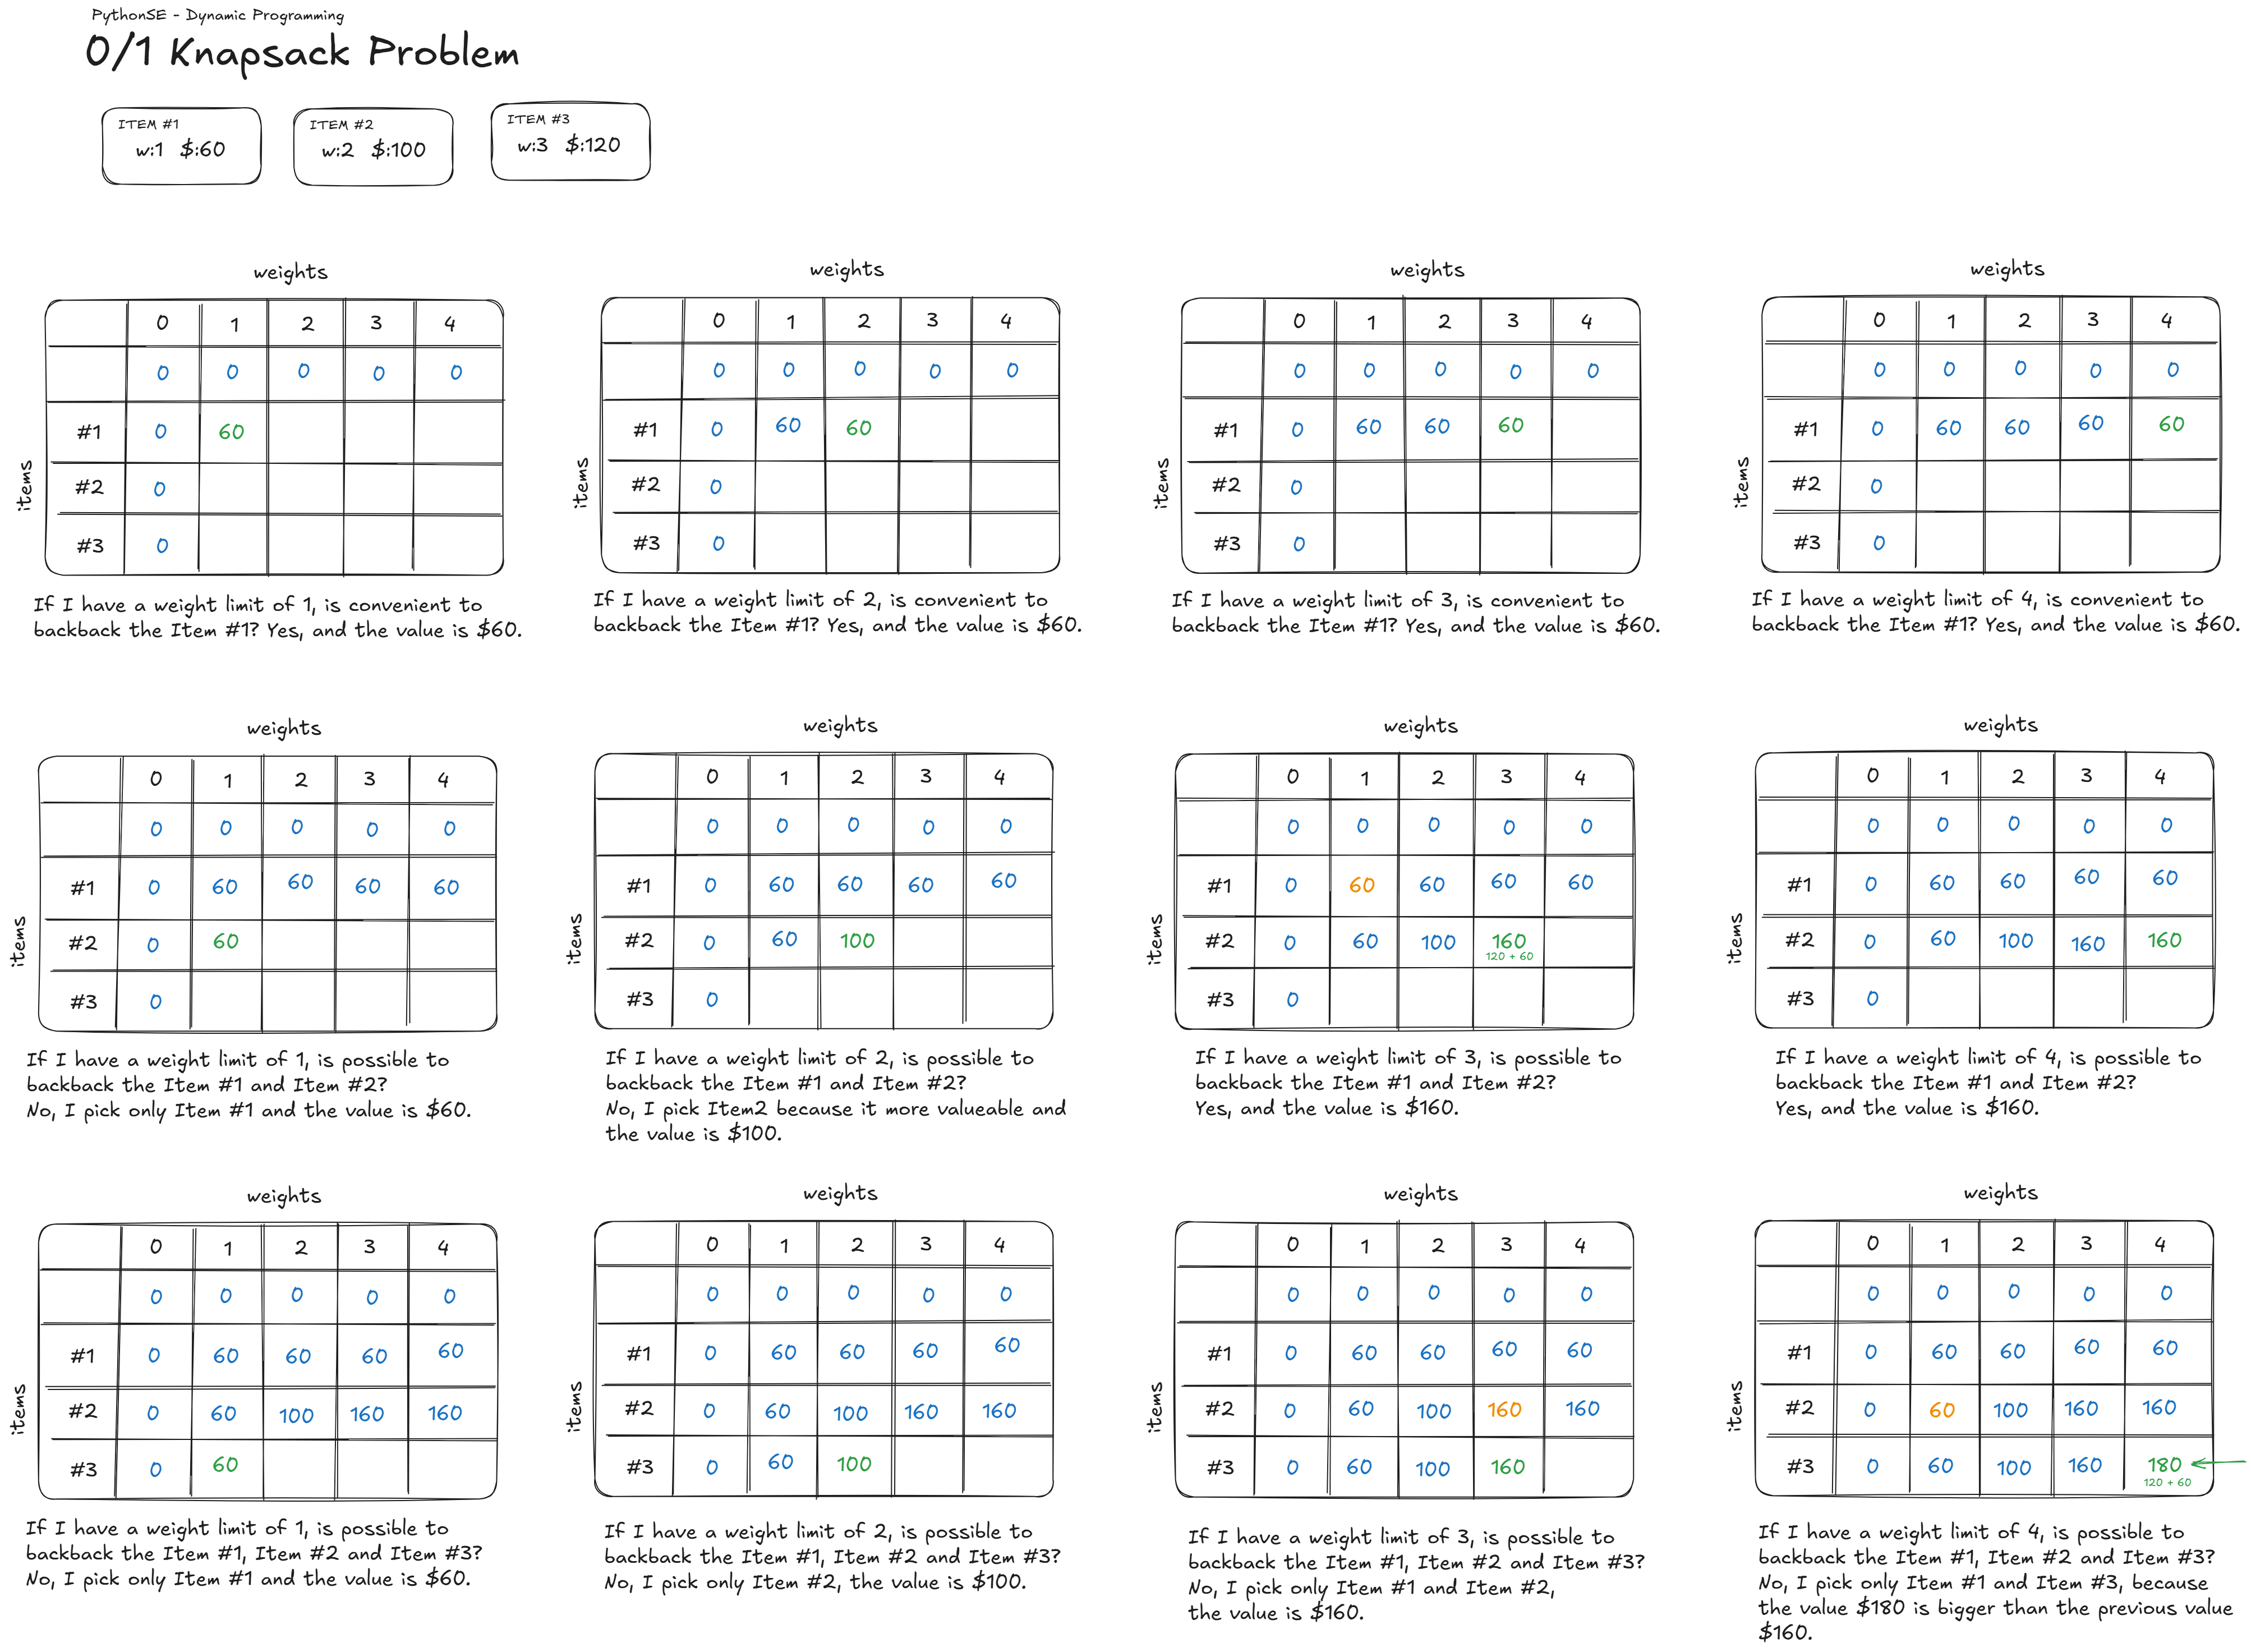 PythonSE - Dynamic Programming
0/1 Knapsack Problem
ITEM #1
w:1 $:60
ITEM #2
w:2 $:100
ITEM #3
w:3 $:120
weights
0 1 2 3 4
0 0 0 0 0
#1 0 60
#2 0
#3 0
items
If I have a weight limit of 1, is convenient to
backback the Item #1? Yes, and the value is $60.
weights
0 1 2 3 4
0 0 0 0 0
#1 0 60 60
#2 0
#3 0
items
If I have a weight limit of 2, is convenient to
backback the Item #1? Yes, and the value is $60.
weights
0 1 2 3 4
0 0 0 0 0
#1 0 60 60 60
#2 0
#3 0
items
If I have a weight limit of 3, is convenient to
backback the Item #1? Yes, and the value is $60.
weights
0 1 2 3 4
0 0 0 0 0
#1 0 60 60 60 60
#2 0
#3 0
items
If I have a weight limit of 4, is convenient to
backback the Item #1? Yes, and the value is $60.
weights
0 1 2 3 4
0 0 0 0 0
#1 0 60 60 60 60
#2 0 60
#3 0
items
If I have a weight limit of 1, is possible to
backback the Item #1 and Item #2?
No, I pick only Item #1 and the value is $60.
weights
0 1 2 3 4
0 0 0 0 0
#1 0 60 60 60 60
#2 0 60 100
#3 0
items
If I have a weight limit of 2, is possible to
backback the Item #1 and Item #2?
No, I pick Item2 because it more valueable and
the value is $100.
weights
0 1 2 3 4
0 0 0 0 0
#1 0 60 60 60 60
#2 0 60 100 160
120 + 60
#3 0
items
If I have a weight limit of 3, is possible to
backback the Item #1 and Item #2?
Yes, and the value is $160.
weights
0 1 2 3 4
0 0 0 0 0
#1 0 60 60 60 60
#2 0 60 100 160 160
#3 0
items
If I have a weight limit of 4, is possible to
backback the Item #1 and Item #2?
Yes, and the value is $160.
weights
0 1 2 3 4
0 0 0 0 0
#1 0 60 60 60 60
#2 0 60 100 160 160
#3 0 60
items
If I have a weight limit of 1, is possible to
backback the Item #1, Item #2 and Item #3?
No, I pick only Item #1 and the value is $60.
weights
0 1 2 3 4
0 0 0 0 0
#1 0 60 60 60 60
#2 0 60 100 160 160
#3 0 60 100
items
If I have a weight limit of 2, is possible to
backback the Item #1, Item #2 and Item #3?
No, I pick only Item #2, the value is $100.
weights
0 1 2 3 4
0 0 0 0 0
#1 0 60 60 60 60
#2 0 60 100 160 160
#3 0 60 100 160
items
If I have a weight limit of 3, is possible to
backback the Item #1, Item #2 and Item #3?
No, I pick only Item #1 and Item #2,
the value is $160.
weights
0 1 2 3 4
0 0 0 0 0
#1 0 60 60 60 60
#2 0 60 100 160 160
#3 0 60 100 160 180
120 + 60
items
If I have a weight limit of 4, is possible to
backback the Item #1, Item #2 and Item #3?
No, I pick only Item #1 and Item #3, because
the value $180 is bigger than the previous value
$160.